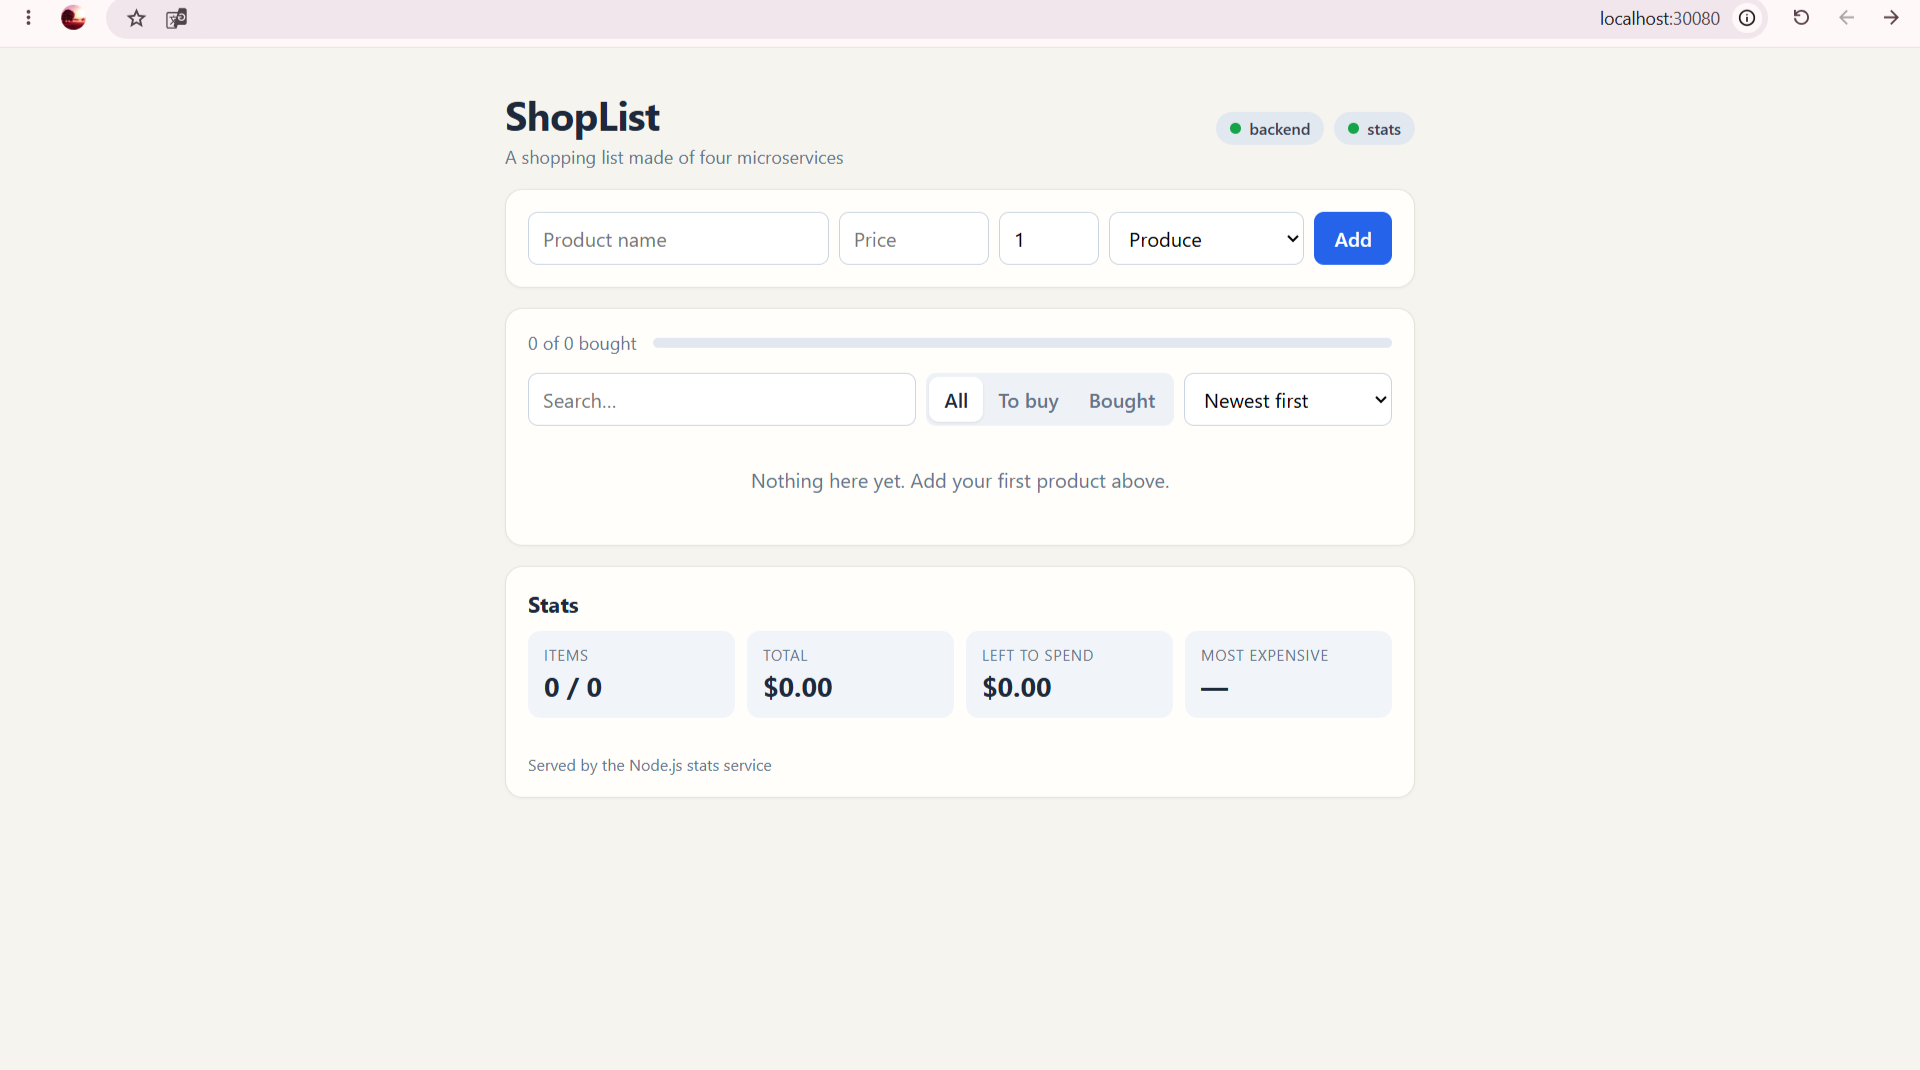 localhost:30080
ShopList
backend
stats
A shopping list made of four microservices
Product name
Price
1
Produce
Add
0 of 0 bought
Search...
All
To buy
Bought
Newest first
Nothing here yet. Add your first product above.
Stats
ITEMS
0 / 0
TOTAL
$0.00
LEFT TO SPEND
$0.00
MOST EXPENSIVE
—
Served by the Node.js stats service